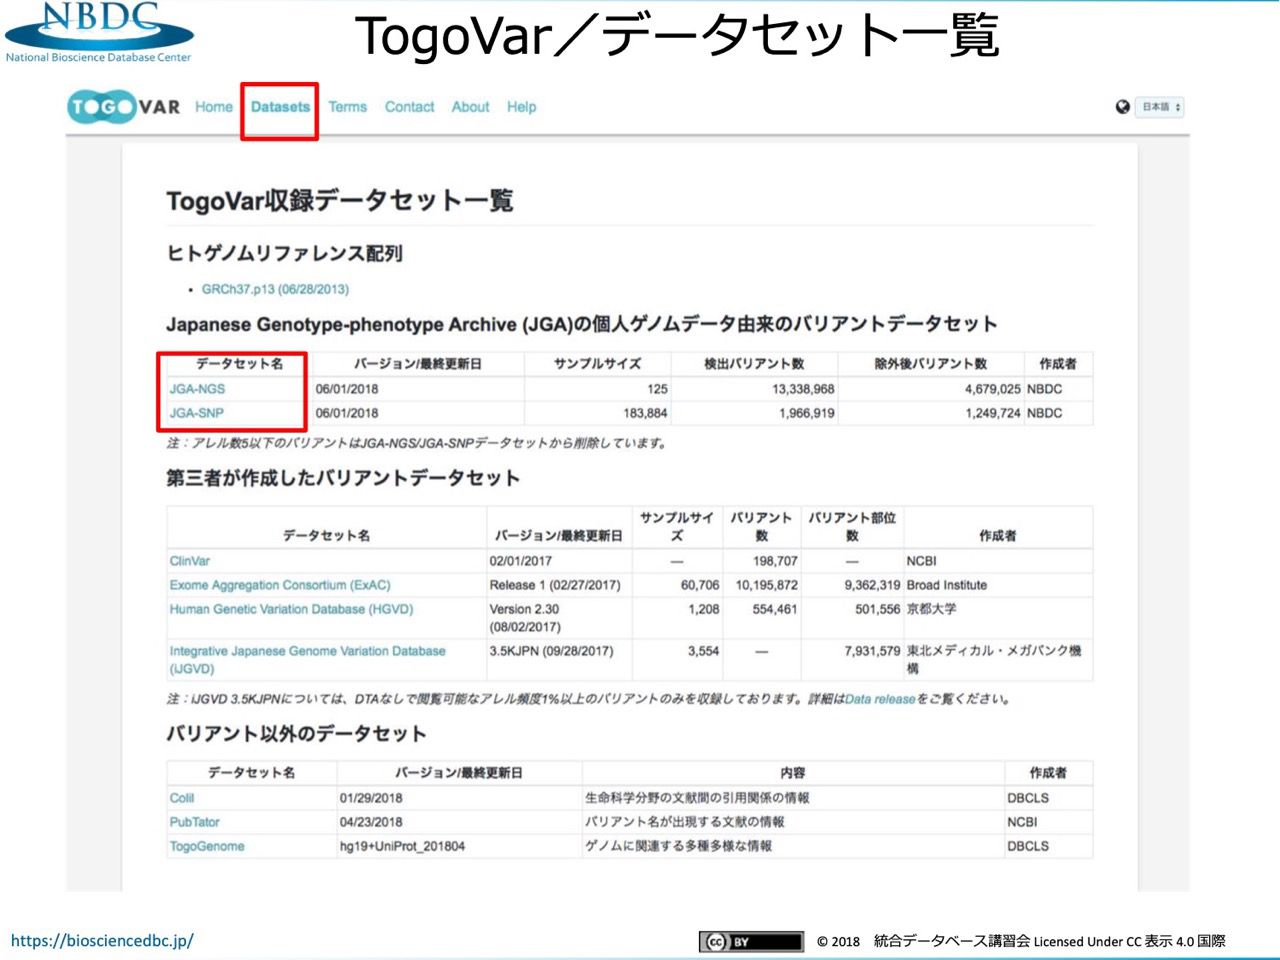 NBDC
National Bioscience Database Center
TogoVar／データセット一覧
TOGOVAR Home Datasets Terms Contact About Help 日本語
TogoVar収録データセット一覧
ヒトゲノムリファレンス配列
• GRCh37.p13 (06/28/2013)
Japanese Genotype-phenotype Archive (JGA)の個人ゲノムデータ由来のバリアントデータセット
データセット名 バージョン/最終更新日 サンプルサイズ 検出バリアント数 除外後バリアント数 作成者
JGA-NGS 06/01/2018 125 13,338,968 4,679,025 NBDC
JGA-SNP 06/01/2018 183,884 1,966,919 1,249,724 NBDC
注：アレル数5以下のバリアントはJGA-NGS/JGA-SNPデータセットから削除しています。
第三者が作成したバリアントデータセット
データセット名 バージョン/最終更新日 サンプルサイズ バリアント数 バリアント部位数 作成者
ClinVar 02/01/2017 — 198,707 — NCBI
Exome Aggregation Consortium (ExAC) Release 1 (02/27/2017) 60,706 10,195,872 9,362,319 Broad Institute
Human Genetic Variation Database (HGVD) Version 2.30 (08/02/2017) 1,208 554,461 501,556 京都大学
Integrative Japanese Genome Variation Database (iJGVD) 3.5KJPN (09/28/2017) 3,554 — 7,931,579 東北メディカル・メガバンク機構
注：iJGVD 3.5KJPNについては、DTAなしで閲覧可能なアレル頻度1%以上のバリアントのみを収録しております。詳細はData releaseをご覧ください。
バリアント以外のデータセット
データセット名 バージョン/最終更新日 内容 作成者
Colil 01/29/2018 生命科学分野の文献間の引用関係の情報 DBCLS
PubTator 04/23/2018 バリアント名が出現する文献の情報 NCBI
TogoGenome hg19+UniProt_201804 ゲノムに関連する多種多様な情報 DBCLS
https://biosciencedbc.jp/
cc BY © 2018 統合データベース講習会 Licensed Under CC 表示 4.0 国際